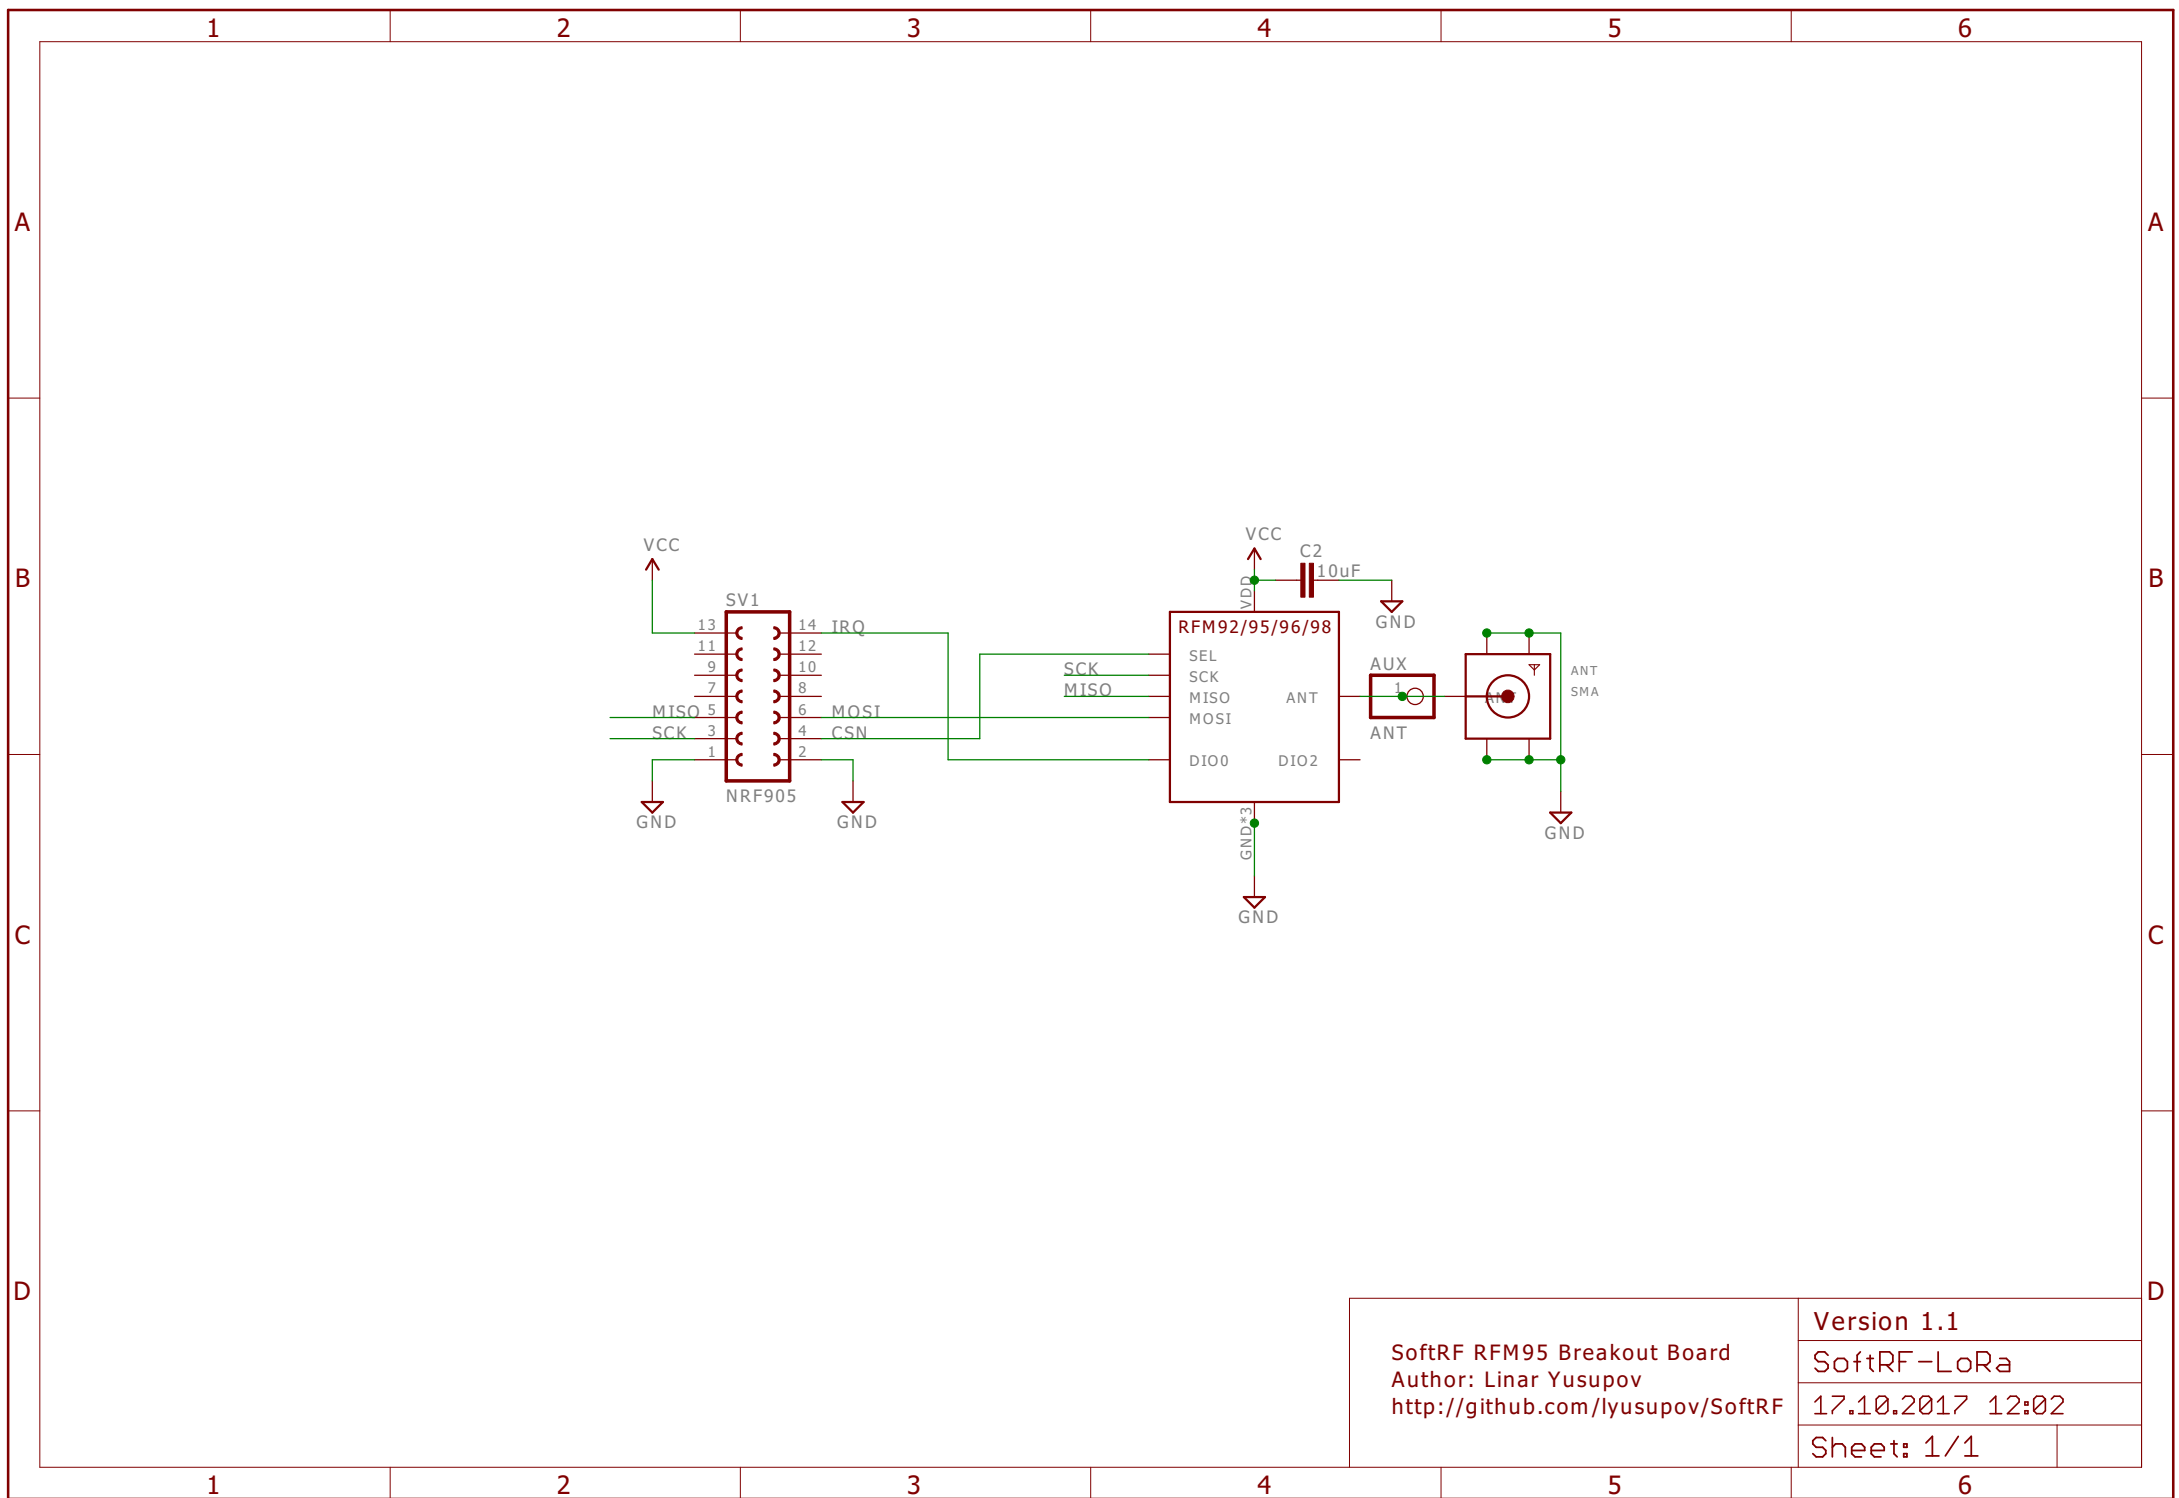 1 2 3 4 5 6
A A
VCC
VCC
C2
10uF
B B
VDD
GND
SV1
13 14 IRQ
11 12
9 10
7 8
MISO 5 6 MOSI
SCK 3 4 CSN
1 2
NRF905
GND GND
RFM92/95/96/98
SEL
SCK SCK
MISO MISO ANT
MOSI
DIO0 DIO2
GND*3
GND
AUX
1
ANT
ANT
ANT
SMA
GND
C C
D D
SoftRF RFM95 Breakout Board
Author: Linar Yusupov
http://github.com/lyusupov/SoftRF
Version 1.1
SoftRF-LoRa
17.10.2017 12:02
Sheet: 1/1
1 2 3 4 5 6